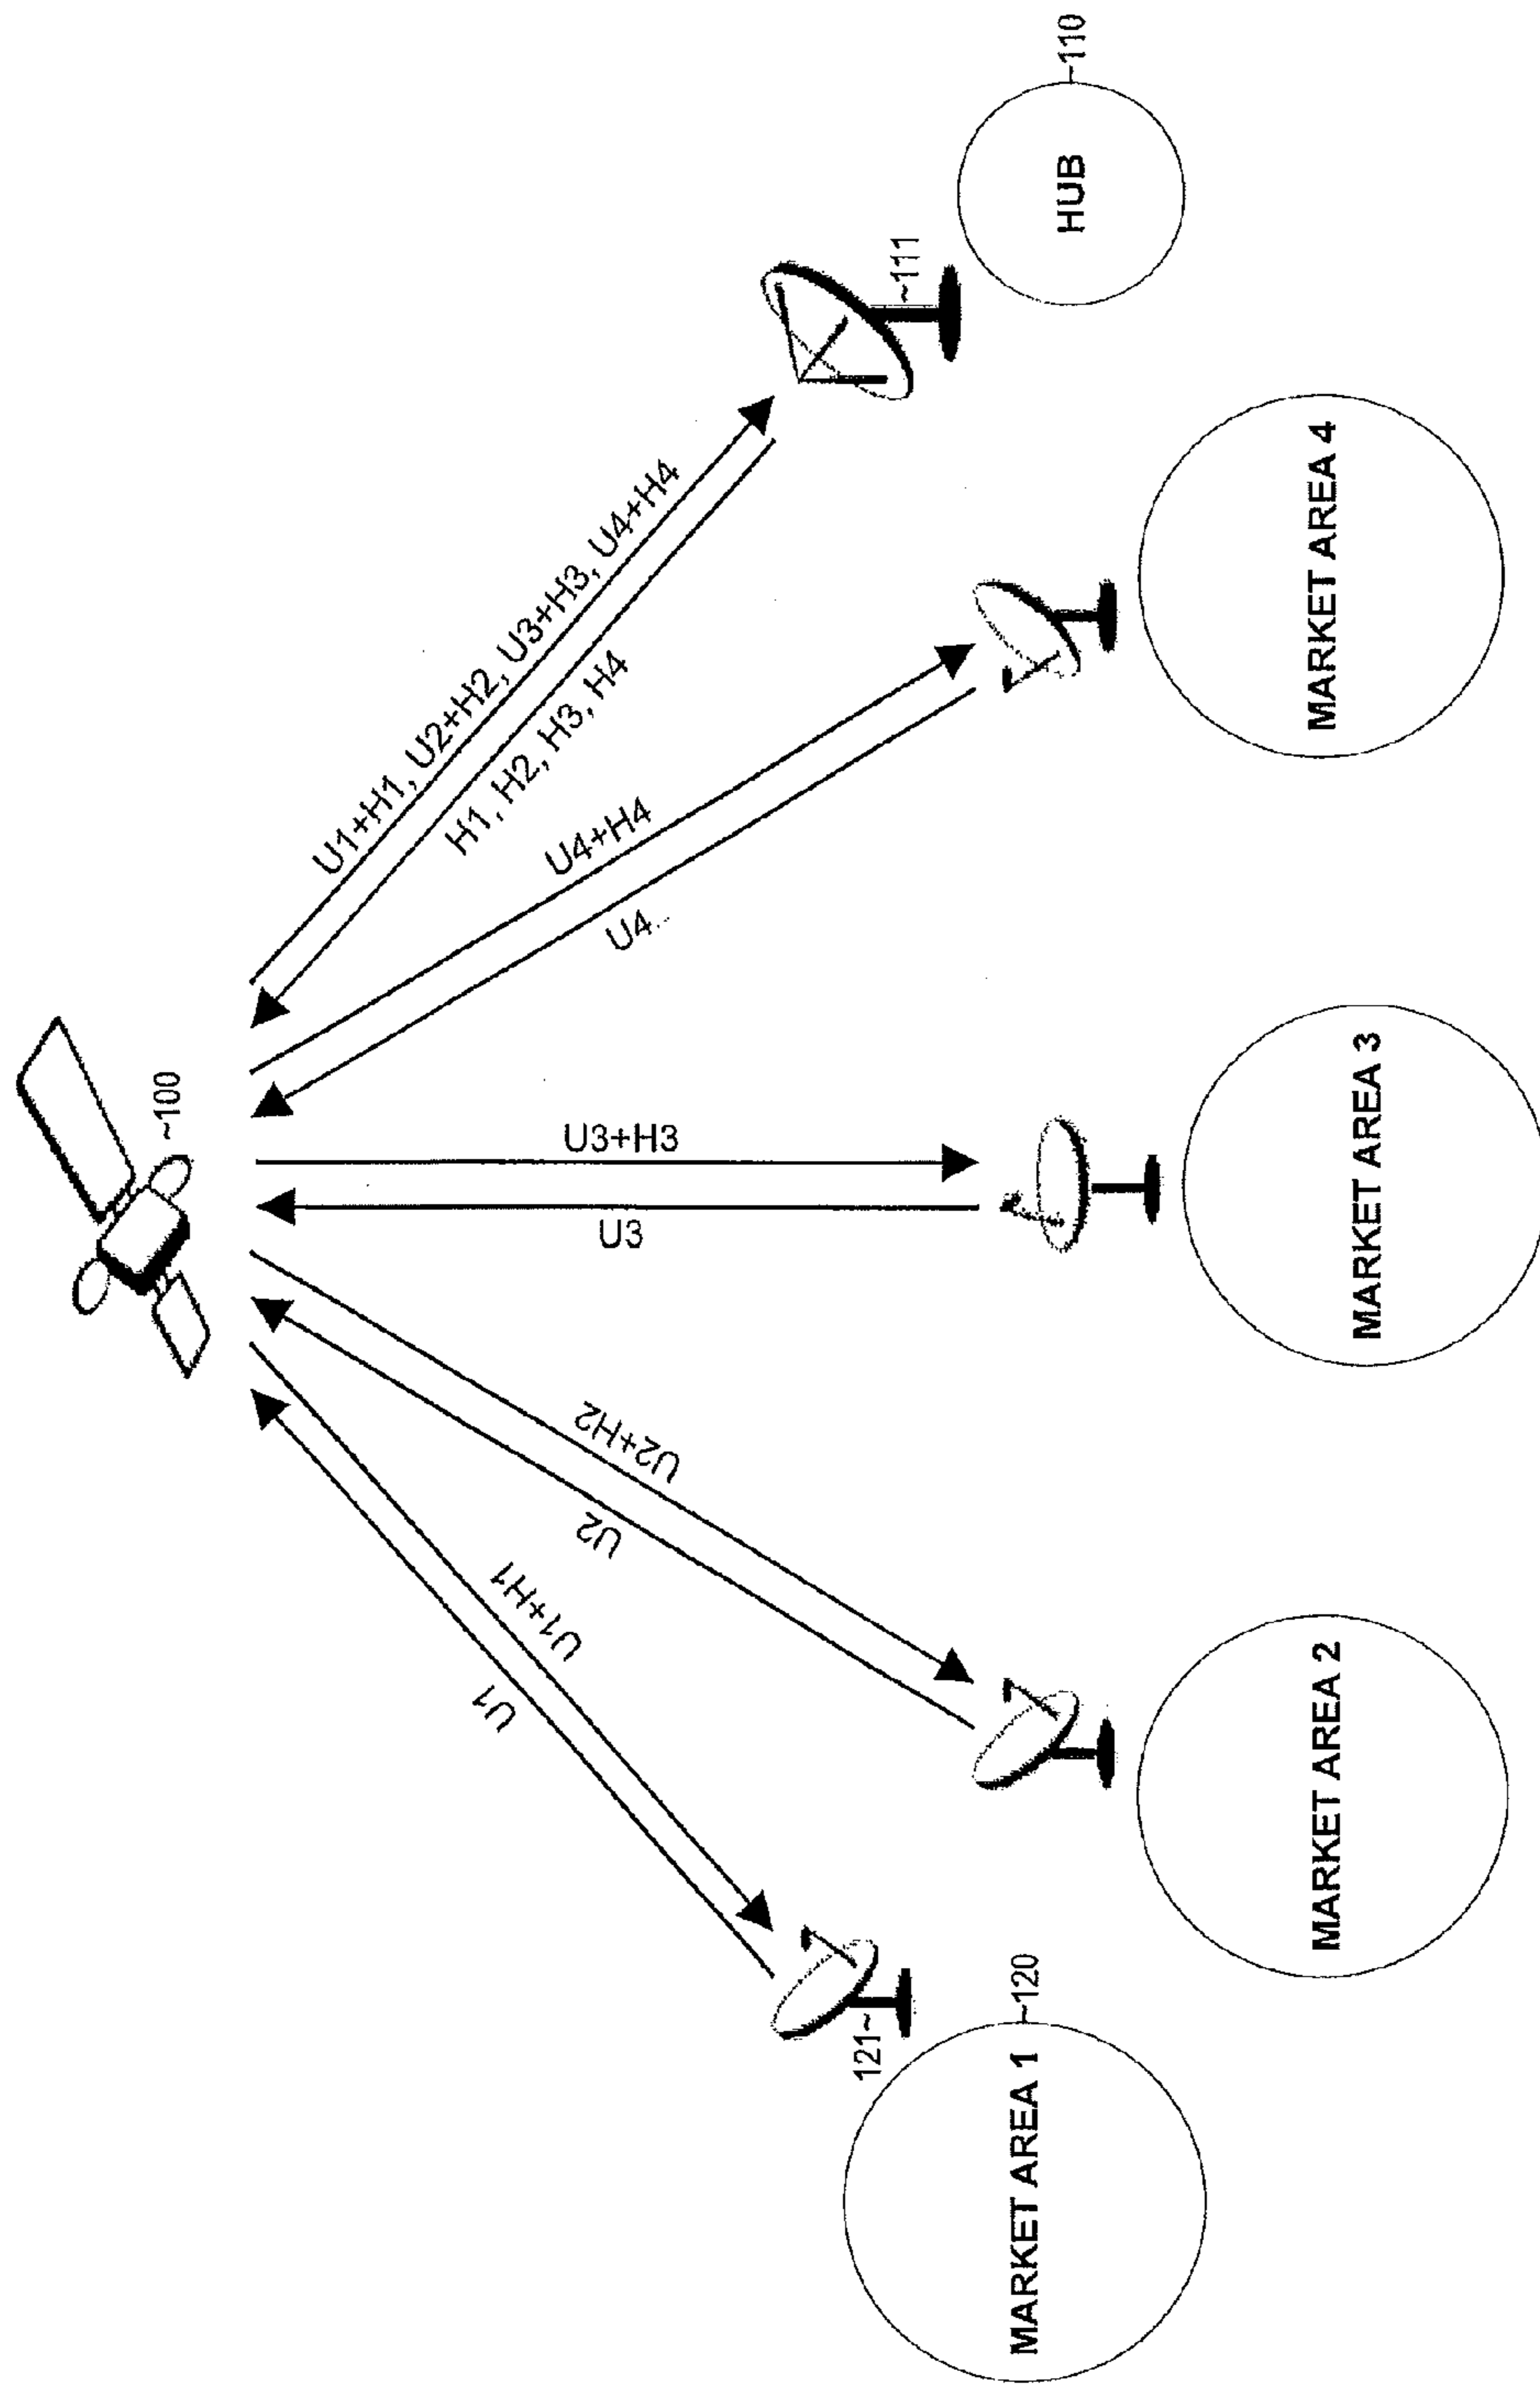 ~100
U1
U1+H1
U2
U2+H2
U3
U3+H3
U4
U4+H4
H1, H2, H3, H4
U1+H1, U2+H2, U3+H3, U4+H4
121~
~111
MARKET AREA 1
~120
MARKET AREA 2
MARKET AREA 3
MARKET AREA 4
HUB
~110